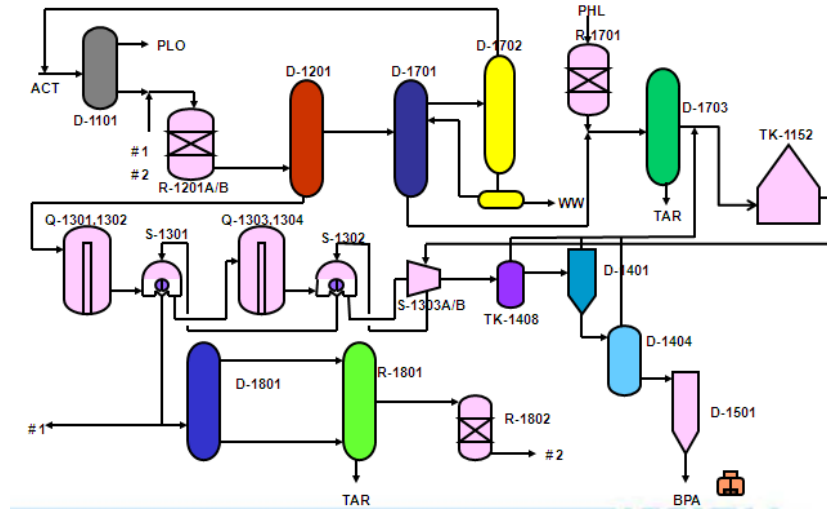 PHL
R-1701
D-1702
PLO
D-1201
D-1701
ACT
D-1101
D-1703
TK-1152
#1
#2
R-1201A/B
WW
TAR
Q-1301,1302
S-1301
Q-1303,1304
S-1302
D-1401
S-1303A/B
TK-1408
D-1404
D-1801
R-1801
D-1501
R-1802
#1
#2
TAR
BPA